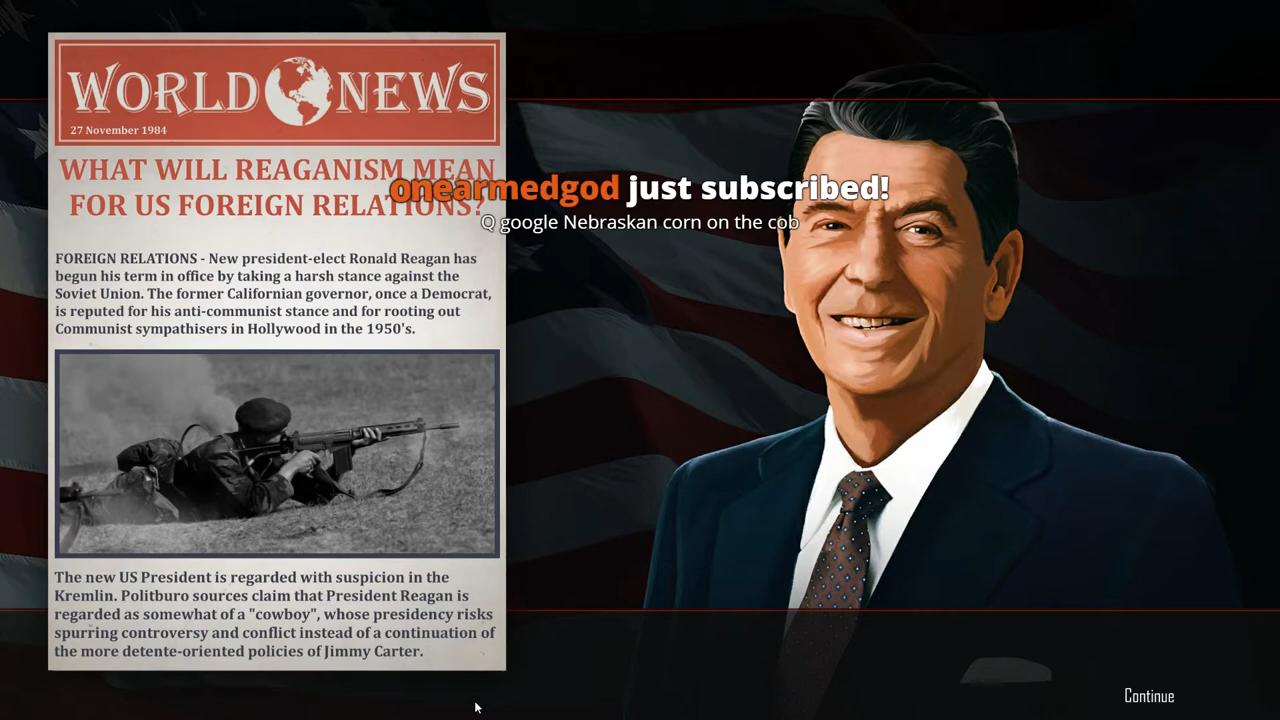 WORLD NEWS
27 November 1984
WHAT WILL REAGANISM MEAN
FOR US FOREIGN RELATIONS?
onearmedgod just subscribed!
Q google Nebraskan corn on the cob
FOREIGN RELATIONS - New president-elect Ronald Reagan has
begun his term in office by taking a harsh stance against the
Soviet Union. The former Californian governor, once a Democrat,
is reputed for his anti-communist stance and for rooting out
Communist sympathisers in Hollywood in the 1950's.
The new US President is regarded with suspicion in the
Kremlin. Politburo sources claim that President Reagan is
regarded as somewhat of a "cowboy", whose presidency risks
spurring controversy and conflict instead of a continuation of
the more detente-oriented policies of Jimmy Carter.
Continue